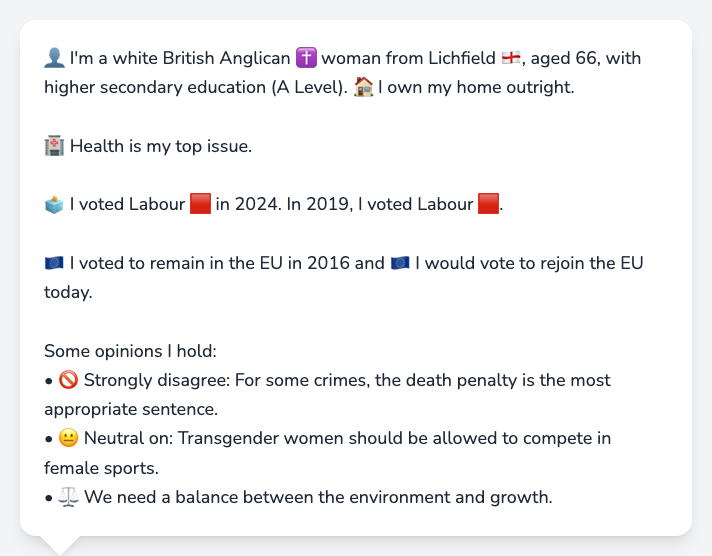 👤 I'm a white British Anglican ✝️ woman from Lichfield 🏴󠁧󠁢󠁥󠁮󠁧󠁿, aged 66, with
higher secondary education (A Level). 🏠 I own my home outright.
🏥 Health is my top issue.
🗳️ I voted Labour 🟥 in 2024. In 2019, I voted Labour 🟥.
🇪🇺 I voted to remain in the EU in 2016 and 🇪🇺 I would vote to rejoin the EU
today.
Some opinions I hold:
• 🚫 Strongly disagree: For some crimes, the death penalty is the most
appropriate sentence.
• 😐 Neutral on: Transgender women should be allowed to compete in
female sports.
• ⚖️ We need a balance between the environment and growth.